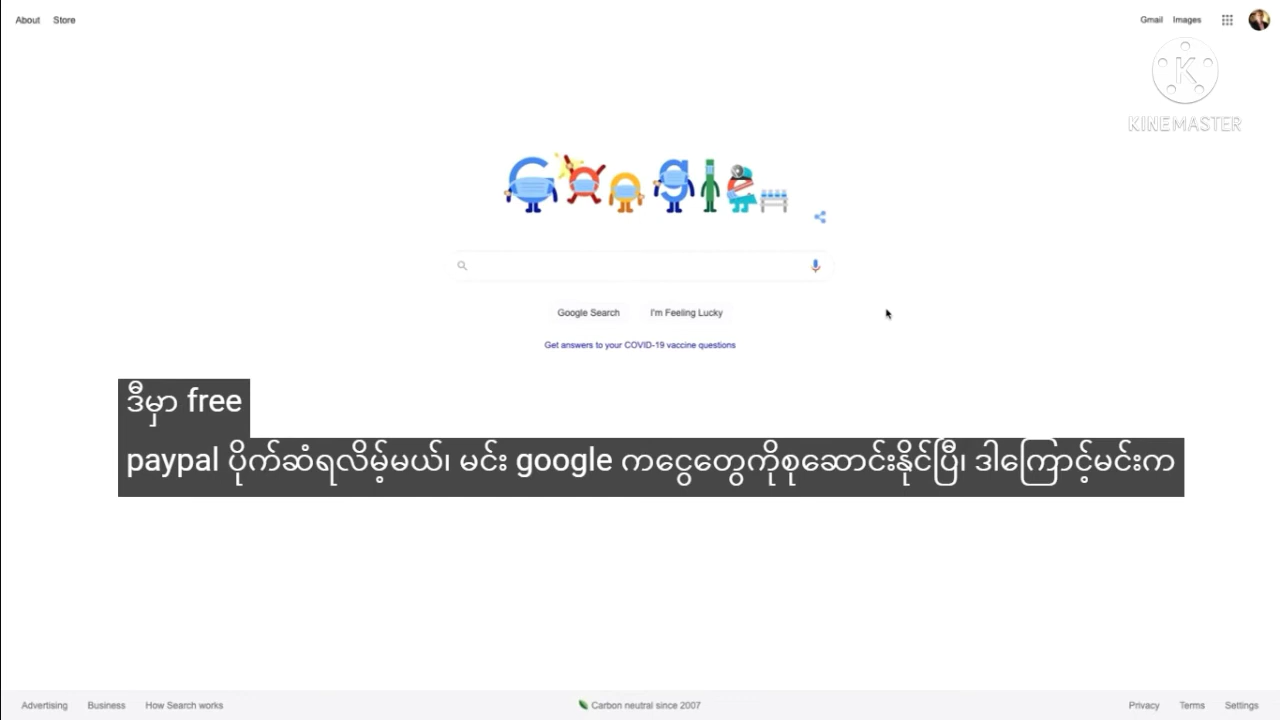 About Store
Gmail Images
K
KINEMASTER
Google
Google Search I'm Feeling Lucky
Get answers to your COVID-19 vaccine questions
ဒီမှာ free
paypal ပိုက်ဆံရလိမ့်မယ်၊ မင်း google ကငွေတွေကိုစုဆောင်းနိုင်ပြီ၊ ဒါကြောင့်မင်းက
Advertising Business How Search works
Carbon neutral since 2007
Privacy Terms Settings